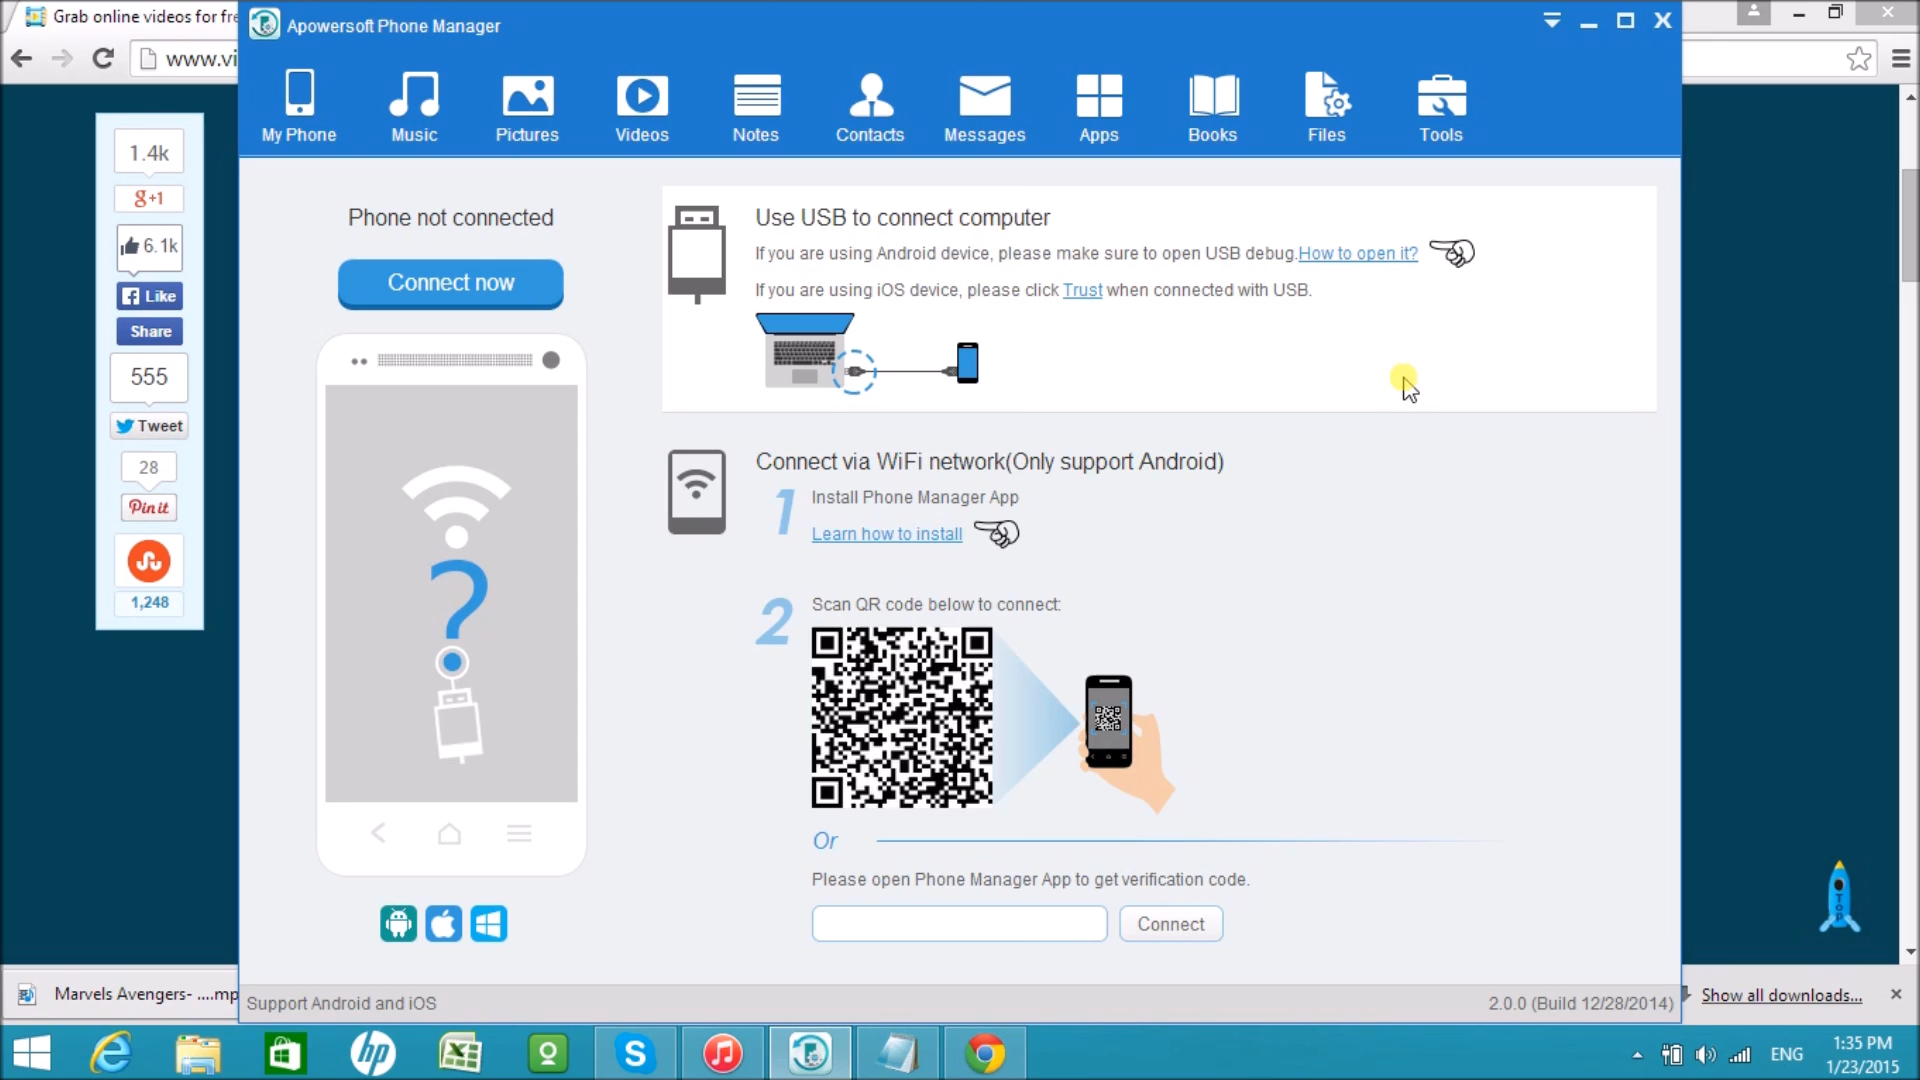 Grab online videos for fre
Apowersoft Phone Manager
www.vi
My Phone
Music
Pictures
Videos
Notes
Contacts
Messages
Apps
Books
Files
Tools
1.4k
g+1
6.1k
Like
Share
555
Tweet
28
Pin it
1,248
Phone not connected
Connect now
?
Use USB to connect computer
If you are using Android device, please make sure to open USB debug.How to open it?
If you are using iOS device, please click Trust when connected with USB.
Connect via WiFi network(Only support Android)
1
Install Phone Manager App
Learn how to install
2
Scan QR code below to connect:
Or
Please open Phone Manager App to get verification code.
Connect
TOP
Marvels Avengers- ....mp
Support Android and iOS
2.0.0 (Build 12/28/2014)
Show all downloads...
hp
ENG
1:35 PM
1/23/2015